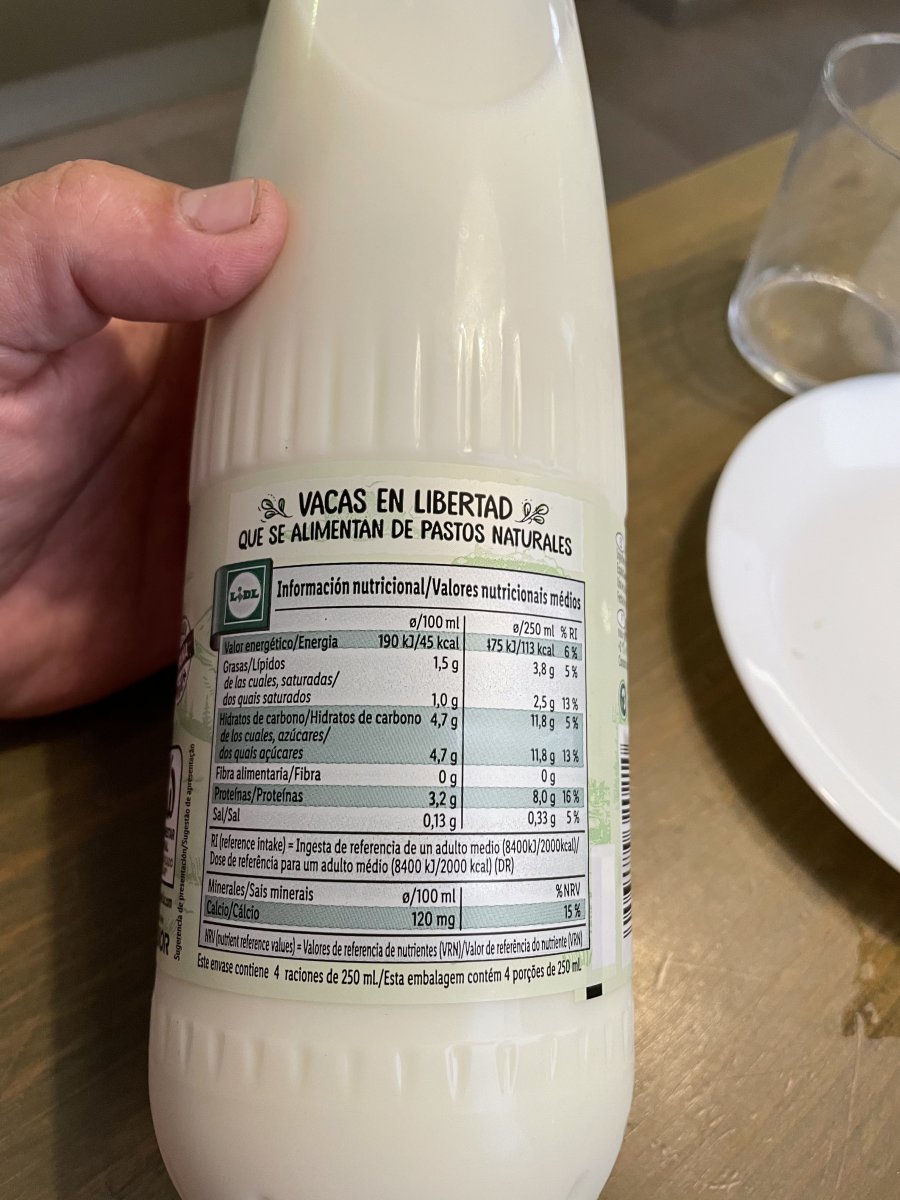 VACAS EN LIBERTAD
QUE SE ALIMENTAN DE PASTOS NATURALES
LIDL
Información nutricional/Valores nutricionais médios
ø/100 ml ø/250 ml % RI
Valor energético/Energia 190 kJ/45 kcal 475 kJ/113 kcal 6 %
Grasas/Lípidos 1,5 g 3,8 g 5 %
de las cuales, saturadas/
dos quais saturados 1,0 g 2,5 g 13 %
Hidratos de carbono/Hidratos de carbono 4,7 g 11,8 g 5 %
de los cuales, azúcares/
dos quais açúcares 4,7 g 11,8 g 13 %
Fibra alimentaria/Fibra 0 g 0 g
Proteínas/Proteínas 3,2 g 8,0 g 16 %
Sal/Sal 0,13 g 0,33 g 5 %
RI (reference intake) = Ingesta de referencia de un adulto medio (8400kJ/2000kcal)/
Dose de referência para um adulto médio (8400 kJ/2000 kcal) (DR)
Minerales/Sais minerais ø/100 ml % NRV
Calcio/Cálcio 120 mg 15 %
NRV (nutrient reference values) = Valores de referencia de nutrientes (VRN)/Valor de referência do nutriente (VRN)
Este envase contiene 4 raciones de 250 ml./Esta embalagem contém 4 porções de 250 ml.
Sugerencia de presentación/Sugestão de apresentação